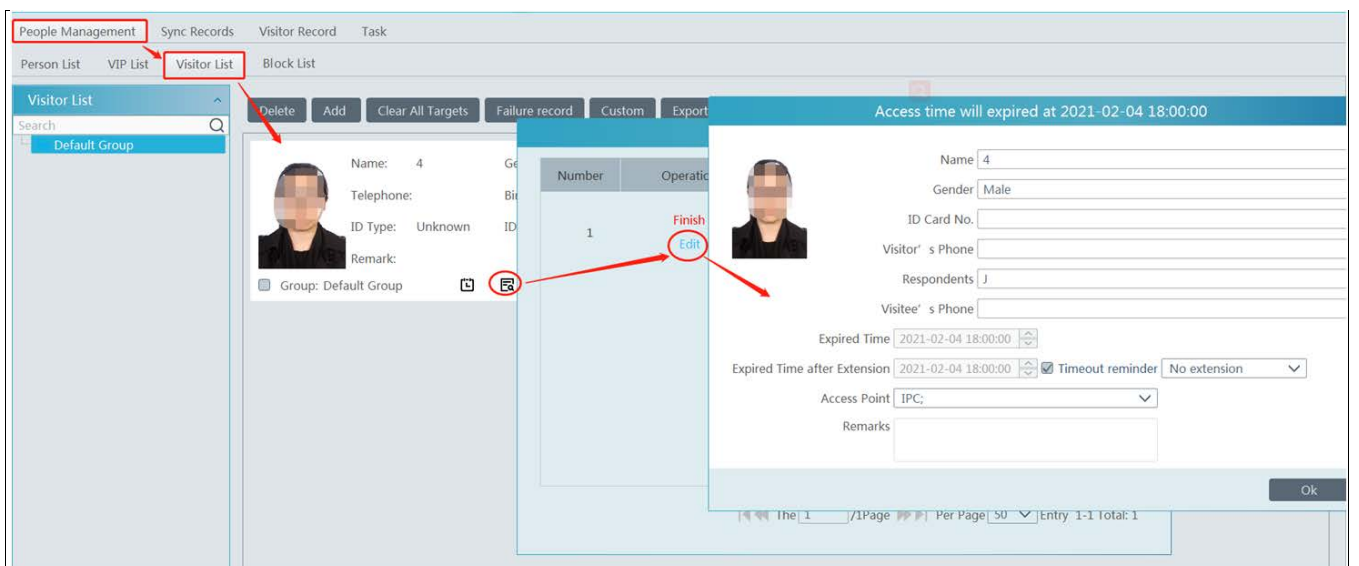 People Management Sync Records Visitor Record Task
Person List VIP List Visitor List Block List
Visitor List
Search
Default Group
Delete Add Clear All Targets Failure record Custom Export
Name: 4
Telephone:
ID Type: Unknown ID
Remark:
Group: Default Group
Number
1 Finish
Edit
The 1 /1Page Per Page 50 Entry 1-1 Total: 1
Access time will expired at 2021-02-04 18:00:00
Name 4
Gender Male
ID Card No.
Visitor's Phone
Respondents J
Visitee's Phone
Expired Time 2021-02-04 18:00:00
Expired Time after Extension 2021-02-04 18:00:00 Timeout reminder No extension
Access Point IPC;
Remarks
Ok